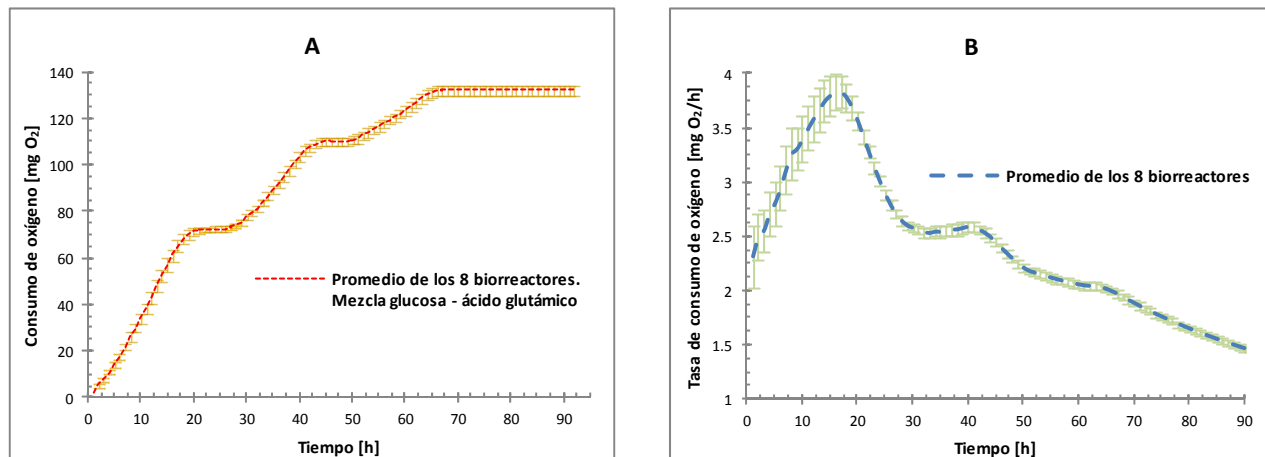 A
Consumo de oxígeno [mg O₂]
140
120
100
80
60
40
20
0
Promedio de los 8 biorreactores.
Mezcla glucosa - ácido glutámico
0 10 20 30 40 50 60 70 80 90
Tiempo [h]
B
Tasa de consumo de oxígeno [mg O₂/h]
4
3,5
3
2,5
2
1,5
1
Promedio de los 8 biorreactores
0 10 20 30 40 50 60 70 80 90
Tiempo [h]